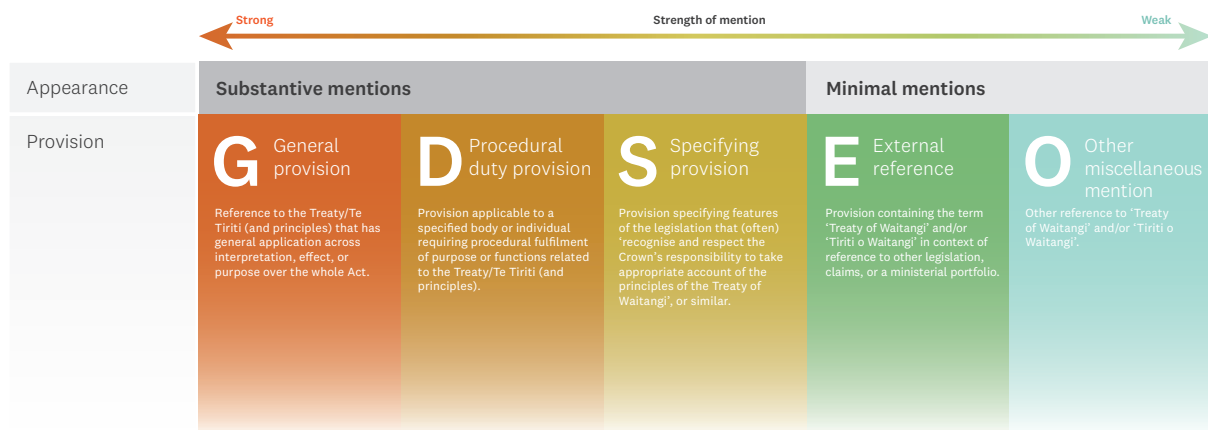 Strong
Strength of mention
Weak
Appearance
Substantive mentions
Minimal mentions
Provision
G
General
provision
Reference to the Treaty/Te
Tiriti (and principles) that has
general application across
interpretation, effect, or
purpose over the whole Act.
D
Procedural
duty provision
Provision applicable to a
specified body or individual
requiring procedural fulfilment
of purpose or functions related
to the Treaty/Te Tiriti (and
principles).
S
Specifying
provision
Provision specifying features
of the legislation that (often)
‘recognise and respect the
Crown’s responsibility to take
appropriate account of the
principles of the Treaty of
Waitangi’, or similar.
E
External
reference
Provision containing the term
‘Treaty of Waitangi’ and/or
‘Tiriti o Waitangi’ in context of
reference to other legislation,
claims, or a ministerial portfolio.
O
Other
miscellaneous
mention
Other reference to ‘Treaty
of Waitangi’ and/or ‘Tiriti o
Waitangi’.